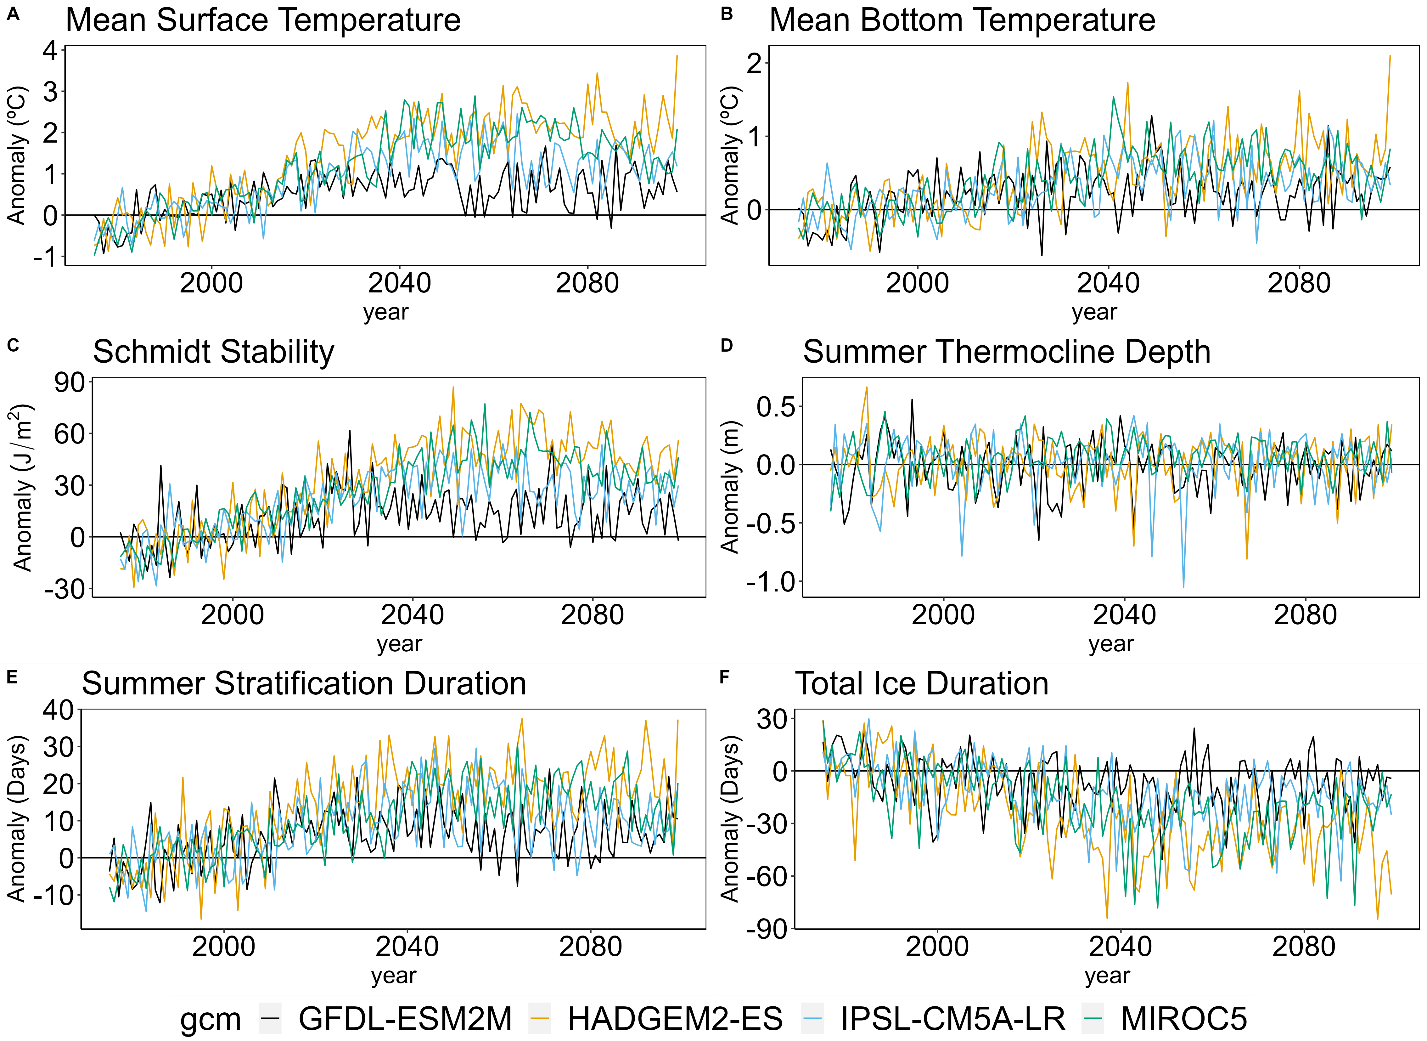 A Mean Surface Temperature
Anomaly (ºC)
4
3
2
1
0
-1
2000 2040 2080
year
B Mean Bottom Temperature
Anomaly (ºC)
2
1
0
2000 2040 2080
year
C Schmidt Stability
Anomaly (J/m²)
90
60
30
0
-30
2000 2040 2080
year
D Summer Thermocline Depth
Anomaly (m)
0.5
0.0
-0.5
-1.0
2000 2040 2080
year
E Summer Stratification Duration
Anomaly (Days)
40
30
20
10
0
-10
2000 2040 2080
year
F Total Ice Duration
Anomaly (Days)
30
0
-30
-60
-90
2000 2040 2080
year
gcm GFDL-ESM2M HADGEM2-ES IPSL-CM5A-LR MIROC5